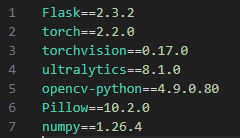 1 Flask==2.3.2
2 torch==2.2.0
3 torchvision==0.17.0
4 ultralytics==8.1.0
5 opencv-python==4.9.0.80
6 Pillow==10.2.0
7 numpy==1.26.4